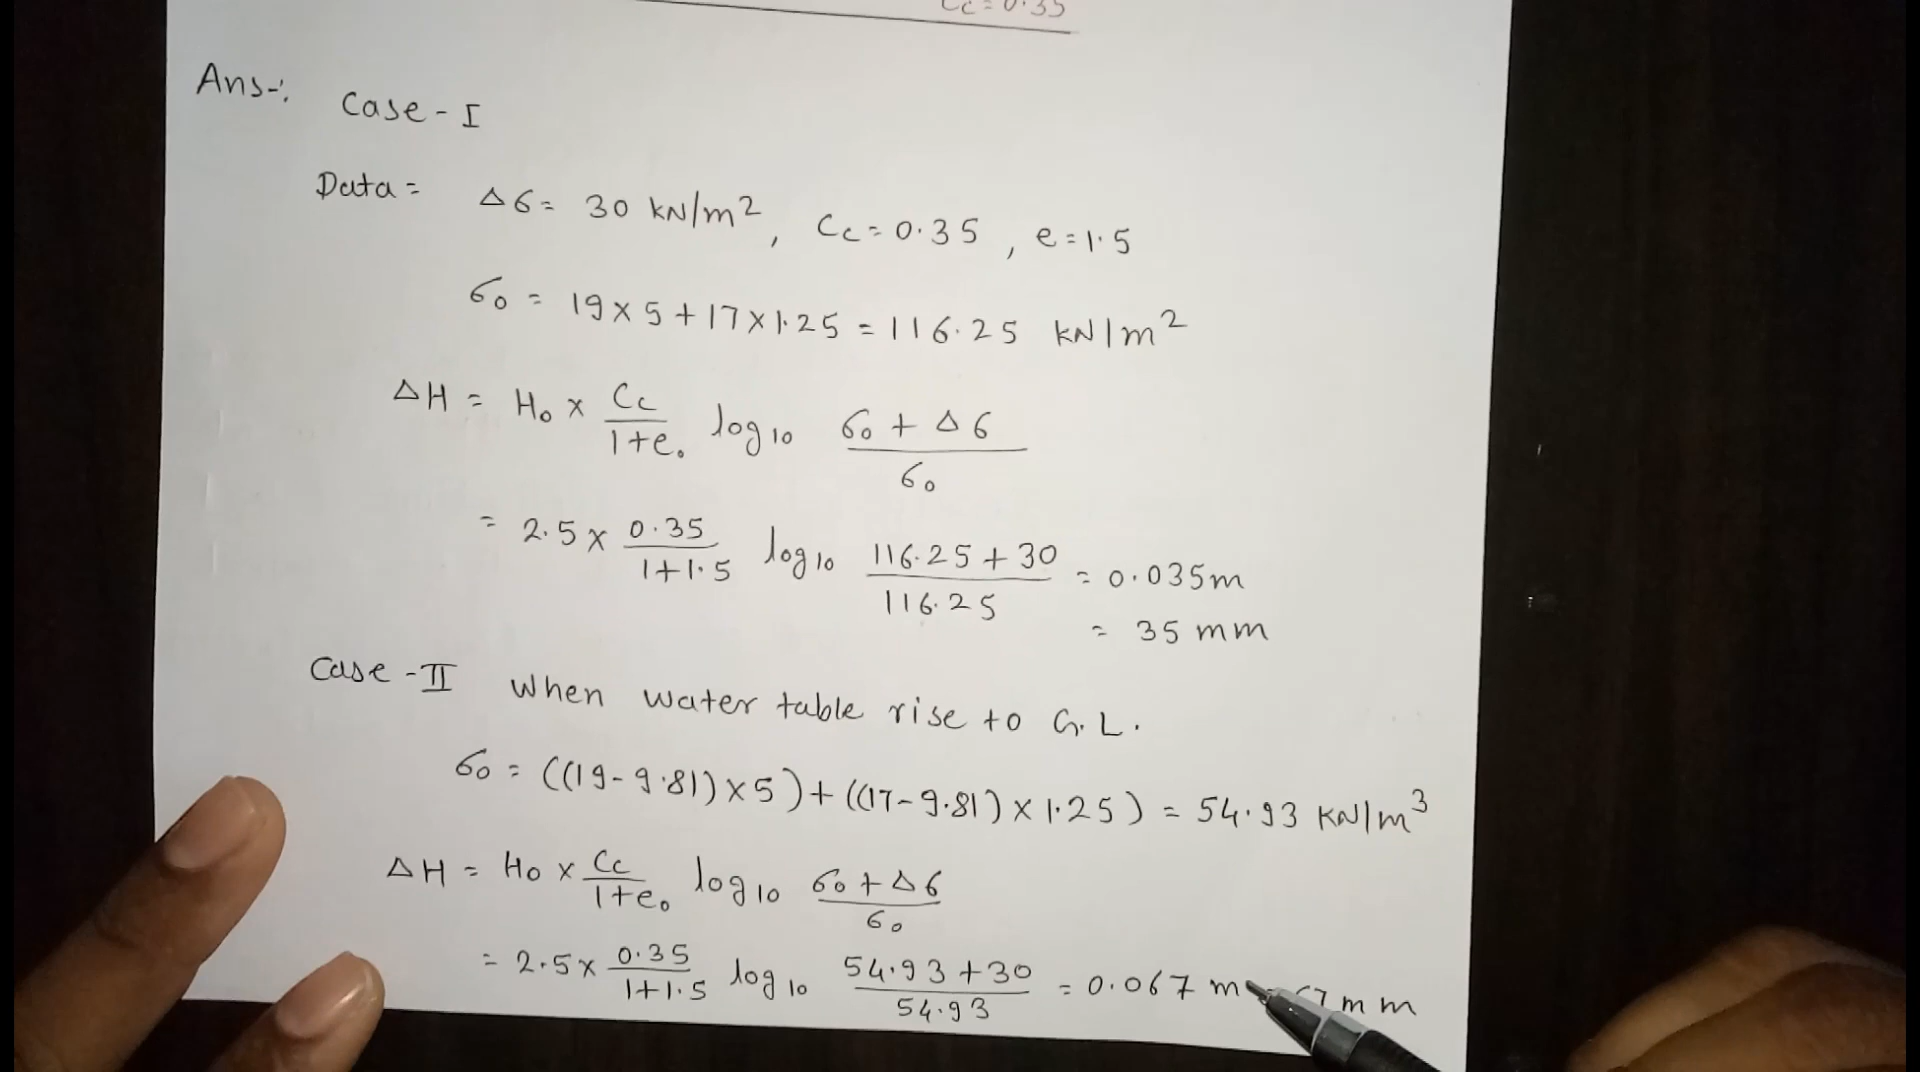 Cc = 0.35
Ans-:
Case - I
Data = Δσ = 30 kN/m², Cc = 0.35, e = 1.5
σ₀ = 19 × 5 + 17 × 1.25 = 116.25 kN/m²
ΔH = H₀ × Cc/(1+e₀) log₁₀ (σ₀ + Δσ)/σ₀
= 2.5 × 0.35/(1+1.5) log₁₀ (116.25 + 30)/116.25 = 0.035m
= 35 mm
Case - II When water table rise to G.L.
σ₀ = ((19 - 9.81) × 5) + ((17 - 9.81) × 1.25) = 54.93 KN/m³
ΔH = H₀ × Cc/(1+e₀) log₁₀ (σ₀ + Δσ)/σ₀
= 2.5 × 0.35/(1+1.5) log₁₀ (54.93 + 30)/54.93 = 0.067 m mm